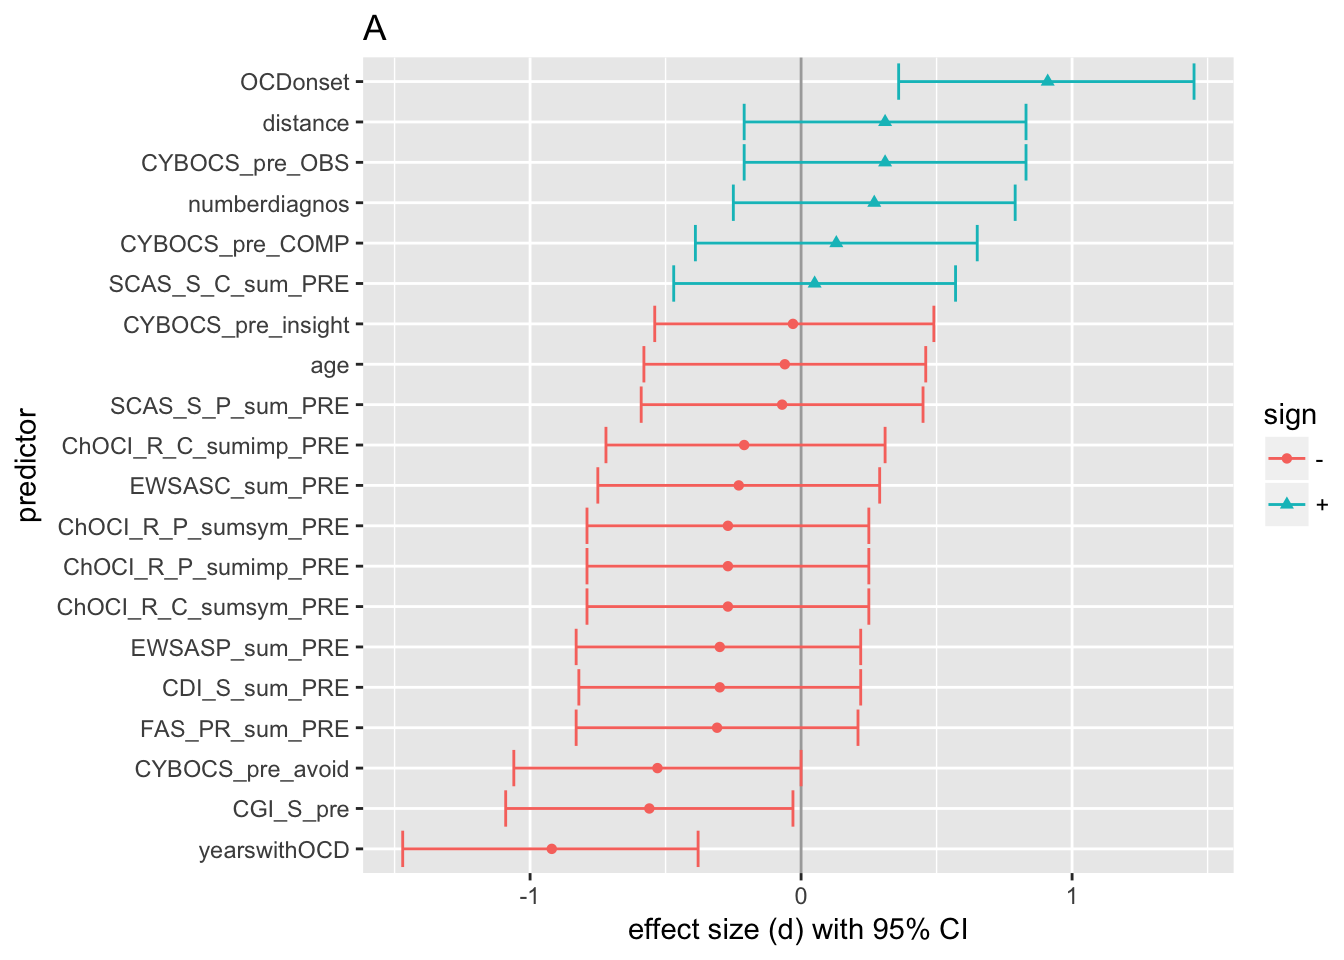 A
OCDonset
distance
CYBOCS_pre_OBS
numberdiagnos
CYBOCS_pre_COMP
SCAS_S_C_sum_PRE
CYBOCS_pre_insight
age
SCAS_S_P_sum_PRE
ChOCI_R_C_sumimp_PRE
EWSASC_sum_PRE
ChOCI_R_P_sumsym_PRE
ChOCI_R_P_sumimp_PRE
ChOCI_R_C_sumsym_PRE
EWSASP_sum_PRE
CDI_S_sum_PRE
FAS_PR_sum_PRE
CYBOCS_pre_avoid
CGI_S_pre
yearswithOCD
predictor
-1 0 1
effect size (d) with 95% CI
sign
-
+